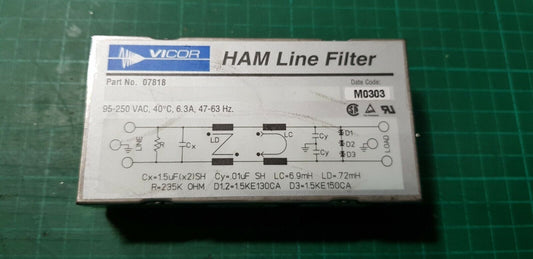 VICOR HAM Line Filter
Part No. 07818
Date Code:
M0303
95-250 VAC, 40°C, 6.3A, 47-63 Hz.
LINE R Cx LD LC Cy Cy D1 D2 D3 LOAD
Cx=1.5uF(x2)SH Cy=.01uF SH LC=6.9mH LD=.72mH
R=235K OHM D1,2=1.5KE130CA D3=1.5KE150CA